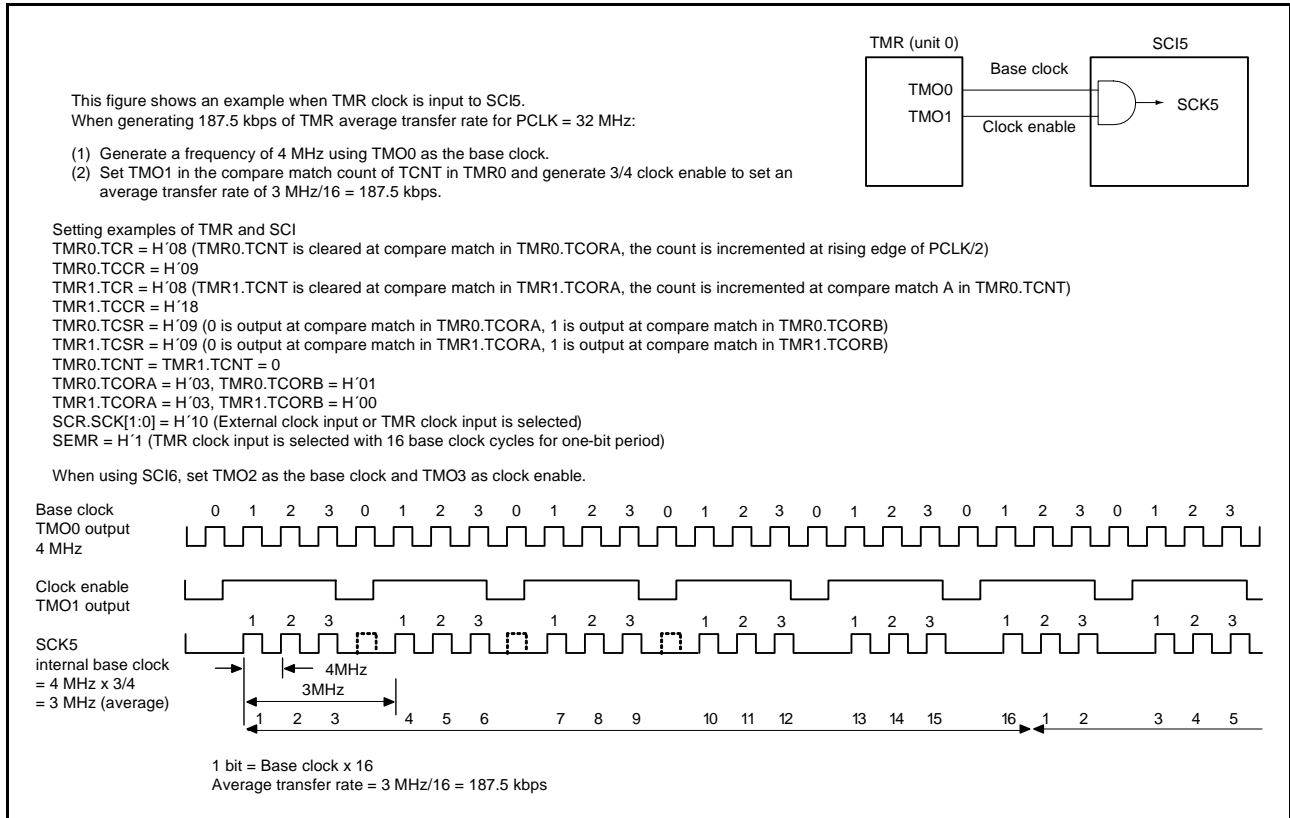 TMR (unit 0)
SCI5
Base clock
TMO0
TMO1
SCK5
Clock enable
This figure shows an example when TMR clock is input to SCI5.
When generating 187.5 kbps of TMR average transfer rate for PCLK = 32 MHz:
(1) Generate a frequency of 4 MHz using TMO0 as the base clock.
(2) Set TMO1 in the compare match count of TCNT in TMR0 and generate 3/4 clock enable to set an
average transfer rate of 3 MHz/16 = 187.5 kbps.
Setting examples of TMR and SCI
TMR0.TCR = H´08 (TMR0.TCNT is cleared at compare match in TMR0.TCORA, the count is incremented at rising edge of PCLK/2)
TMR0.TCCR = H´09
TMR1.TCR = H´08 (TMR1.TCNT is cleared at compare match in TMR1.TCORA, the count is incremented at compare match A in TMR0.TCNT)
TMR1.TCCR = H´18
TMR0.TCSR = H´09 (0 is output at compare match in TMR0.TCORA, 1 is output at compare match in TMR0.TCORB)
TMR1.TCSR = H´09 (0 is output at compare match in TMR1.TCORA, 1 is output at compare match in TMR1.TCORB)
TMR0.TCNT = TMR1.TCNT = 0
TMR0.TCORA = H´03, TMR0.TCORB = H´01
TMR1.TCORA = H´03, TMR1.TCORB = H´00
SCR.SCK[1:0] = H´10 (External clock input or TMR clock input is selected)
SEMR = H´1 (TMR clock input is selected with 16 base clock cycles for one-bit period)
When using SCI6, set TMO2 as the base clock and TMO3 as clock enable.
Base clock
TMO0 output
4 MHz
0 1 2 3 0 1 2 3 0 1 2 3 0 1 2 3 0 1 2 3 0 1 2 3 0 1 2 3
Clock enable
TMO1 output
1 2 3 1 2 3 1 2 3 1 2 3 1 2 3 1 2 3 1 2 3
SCK5
internal base clock
= 4 MHz x 3/4
= 3 MHz (average)
4MHz
3MHz
1 2 3 4 5 6 7 8 9 10 11 12 13 14 15 16 1 2 3 4 5
1 bit = Base clock x 16
Average transfer rate = 3 MHz/16 = 187.5 kbps